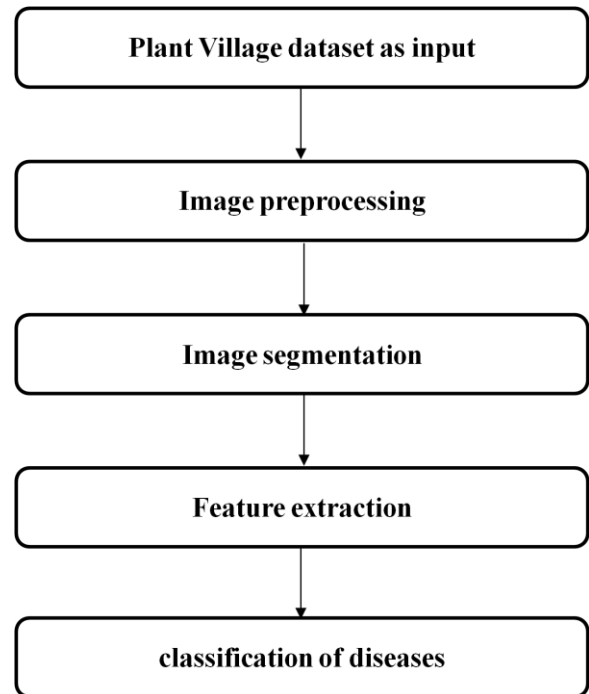 Plant Village dataset as input
Image preprocessing
Image segmentation
Feature extraction
classification of diseases